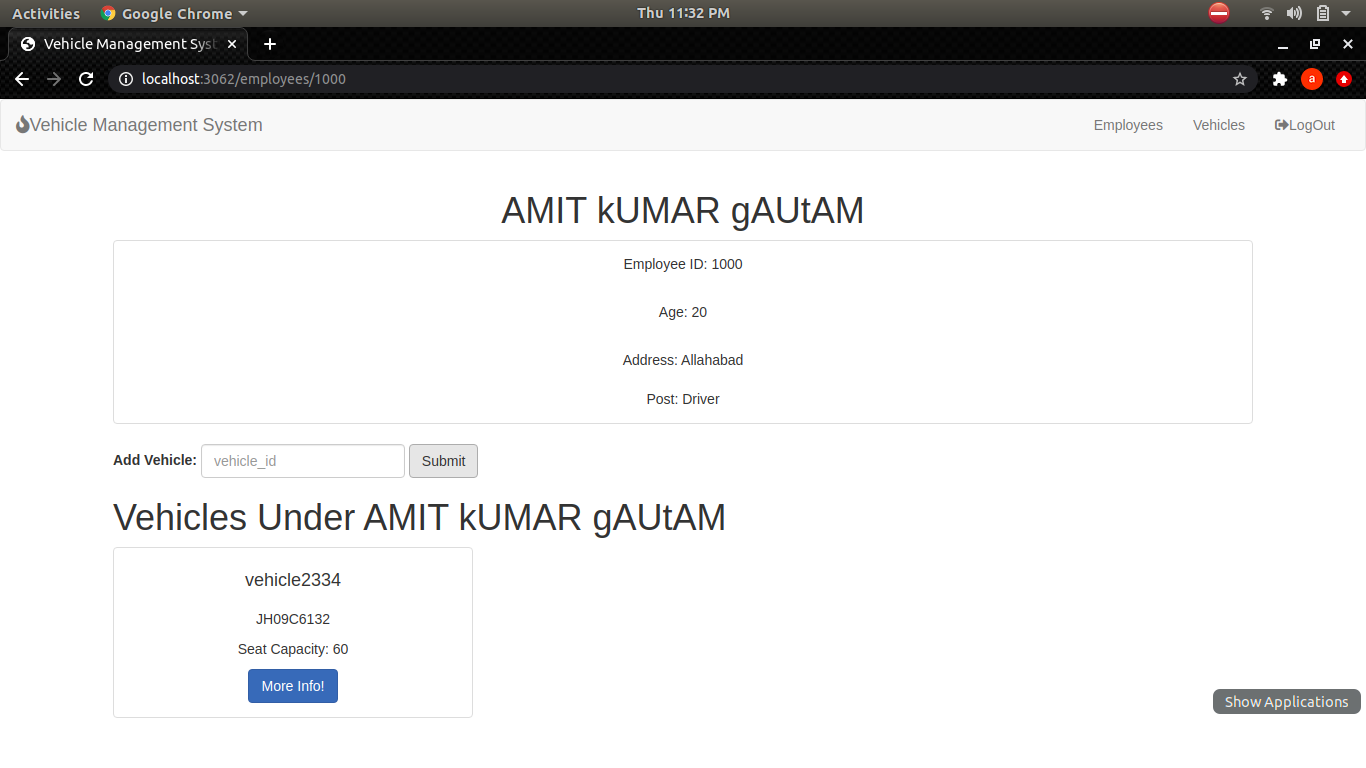 Activities Google Chrome Thu 11:32 PM
Vehicle Management Syst
localhost:3062/employees/1000 a
Vehicle Management System Employees Vehicles LogOut
AMIT kUMAR gAUtAM
Employee ID: 1000
Age: 20
Address: Allahabad
Post: Driver
Add Vehicle: vehicle_id Submit
Vehicles Under AMIT kUMAR gAUtAM
vehicle2334
JH09C6132
Seat Capacity: 60
More Info!
Show Applications